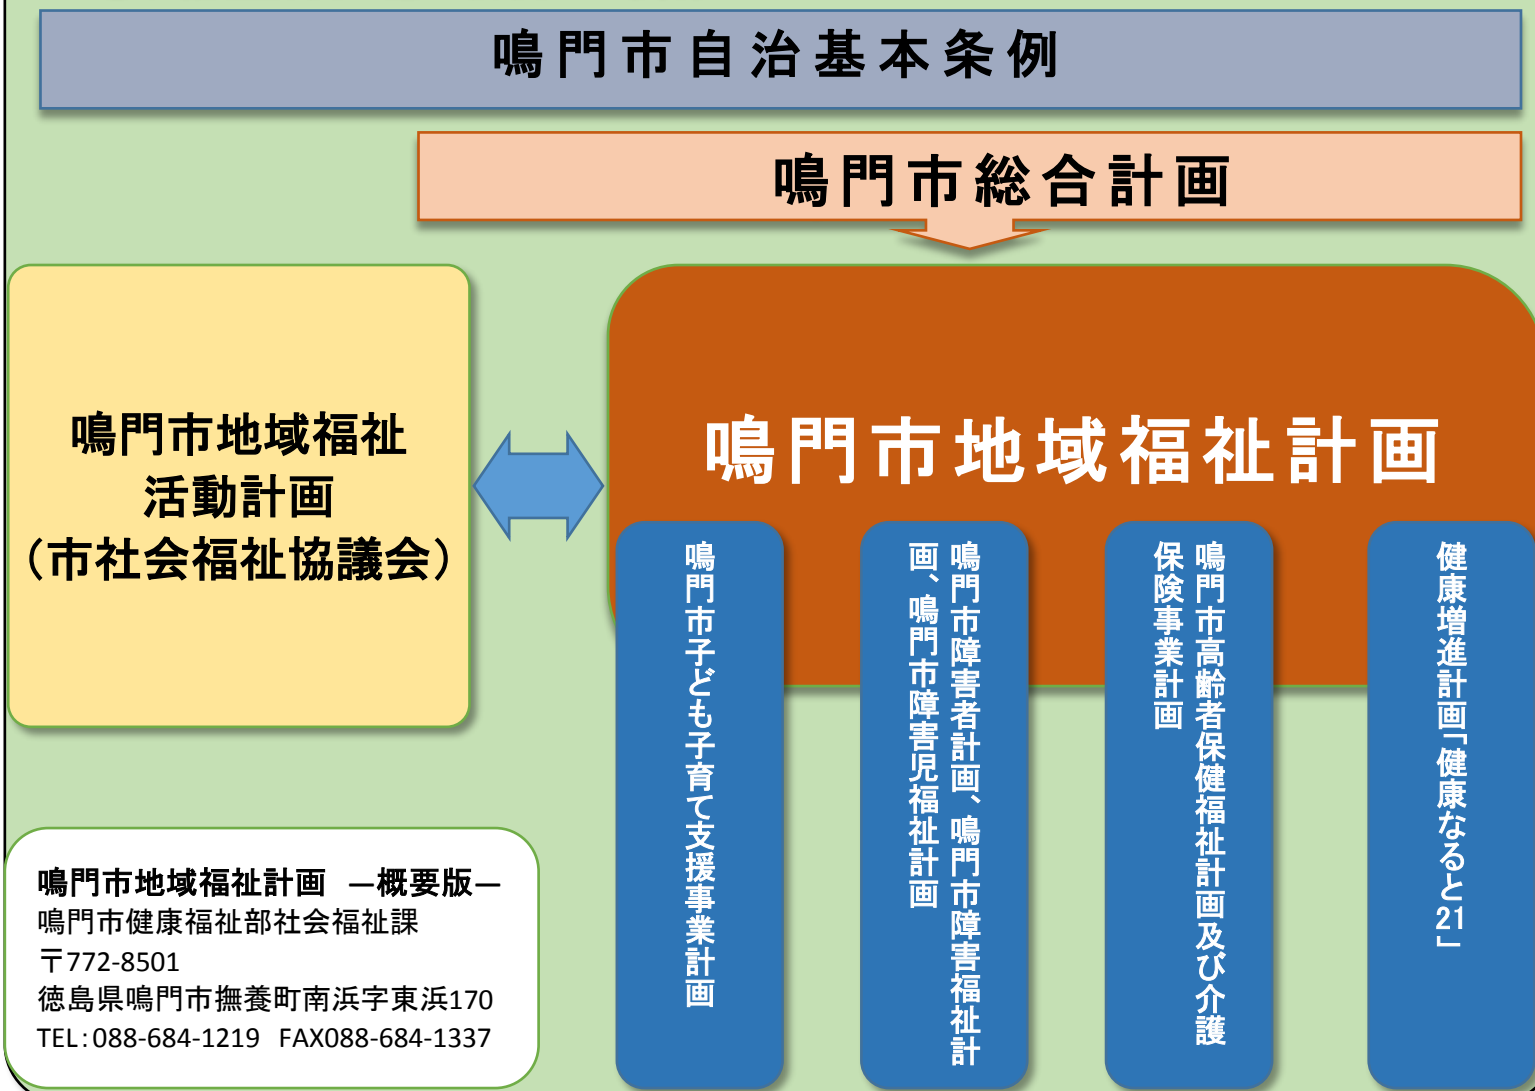 鳴門市自治基本条例
鳴門市総合計画
鳴門市地域福祉
活動計画
（市社会福祉協議会）
鳴門市地域福祉計画
鳴門市子ども子育て支援事業計画
鳴門市障害者計画、鳴門市障害福祉計
画、鳴門市障害児福祉計画
鳴門市高齢者保健福祉計画及び介護
保険事業計画
健康増進計画「健康なると21」
鳴門市地域福祉計画　―概要版―
鳴門市健康福祉部社会福祉課
〒772-8501
徳島県鳴門市撫養町南浜字東浜170
TEL：088-684-1219　FAX088-684-1337